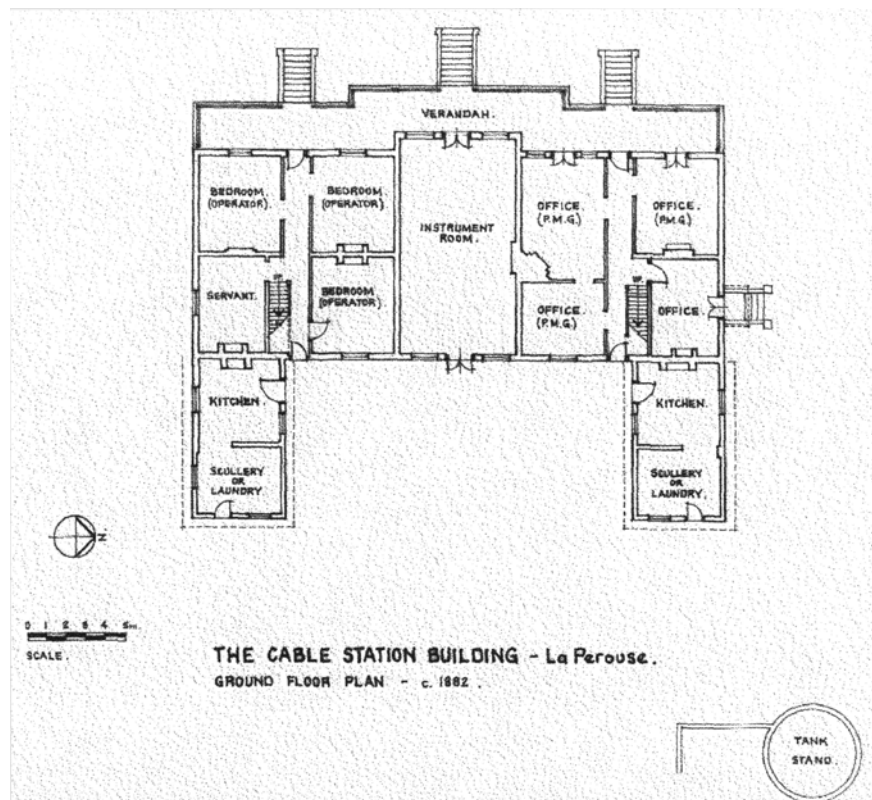 VERANDAH.
BEDROOM.
(OPERATOR)
BEDROOM
(OPERATOR)
INSTRUMENT
ROOM.
OFFICE.
(P.M.G.)
OFFICE.
(P.M.G.)
SERVANT.
UP
BEDROOM
(OPERATOR)
OFFICE.
(P.M.G.)
UP
OFFICE.
KITCHEN.
KITCHEN.
SCULLERY
OR
LAUNDRY.
SCULLERY
OR
LAUNDRY.
N.
0 1 2 3 4 5m.
SCALE.
THE CABLE STATION BUILDING - La Perouse.
GROUND FLOOR PLAN - c. 1882.
TANK
STAND.